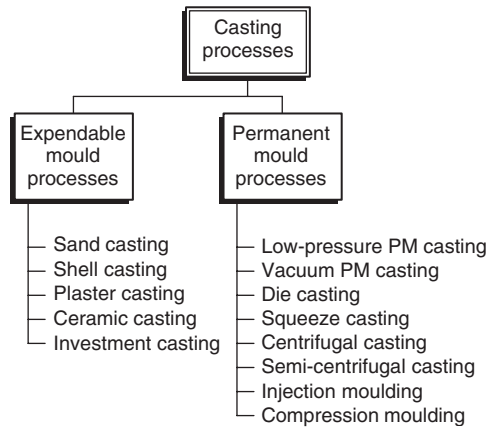 Casting
processes
Expendable
mould
processes
Permanent
mould
processes
Sand casting
Shell casting
Plaster casting
Ceramic casting
Investment casting
Low-pressure PM casting
Vacuum PM casting
Die casting
Squeeze casting
Centrifugal casting
Semi-centrifugal casting
Injection moulding
Compression moulding